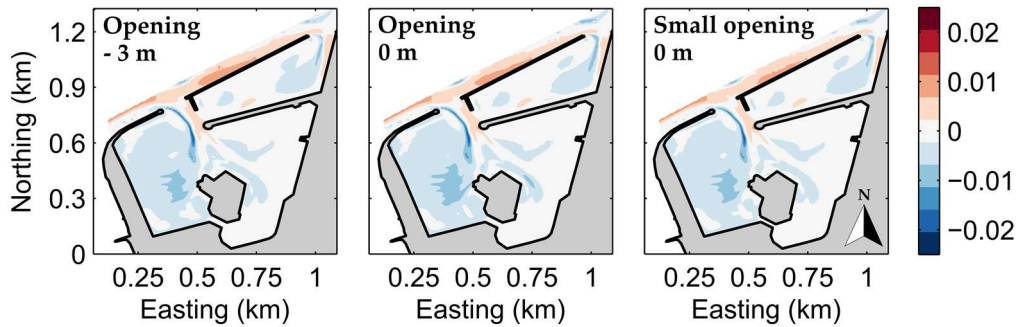 Opening
- 3 m
Opening
0 m
Small opening
0 m
Northing (km)
1.2
0.9
0.6
0.3
0
0.25 0.5 0.75 1
Easting (km)
0.25 0.5 0.75 1
Easting (km)
0.25 0.5 0.75 1
Easting (km)
N
0.02
0.01
0
−0.01
−0.02